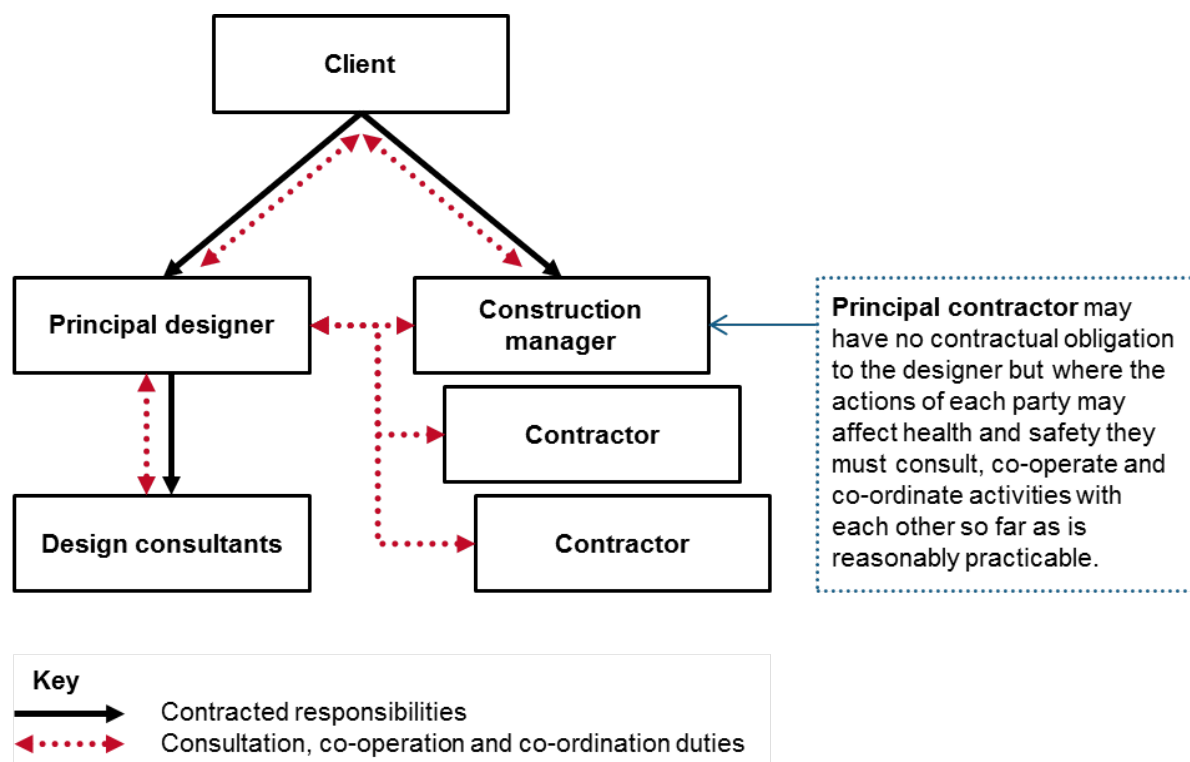 Client
Principal designer
Construction
manager
Principal contractor may
have no contractual obligation
to the designer but where the
actions of each party may
affect health and safety they
must consult, co-operate and
co-ordinate activities with
each other so far as is
reasonably practicable.
Contractor
Design consultants
Contractor
Key
Contracted responsibilities
Consultation, co-operation and co-ordination duties